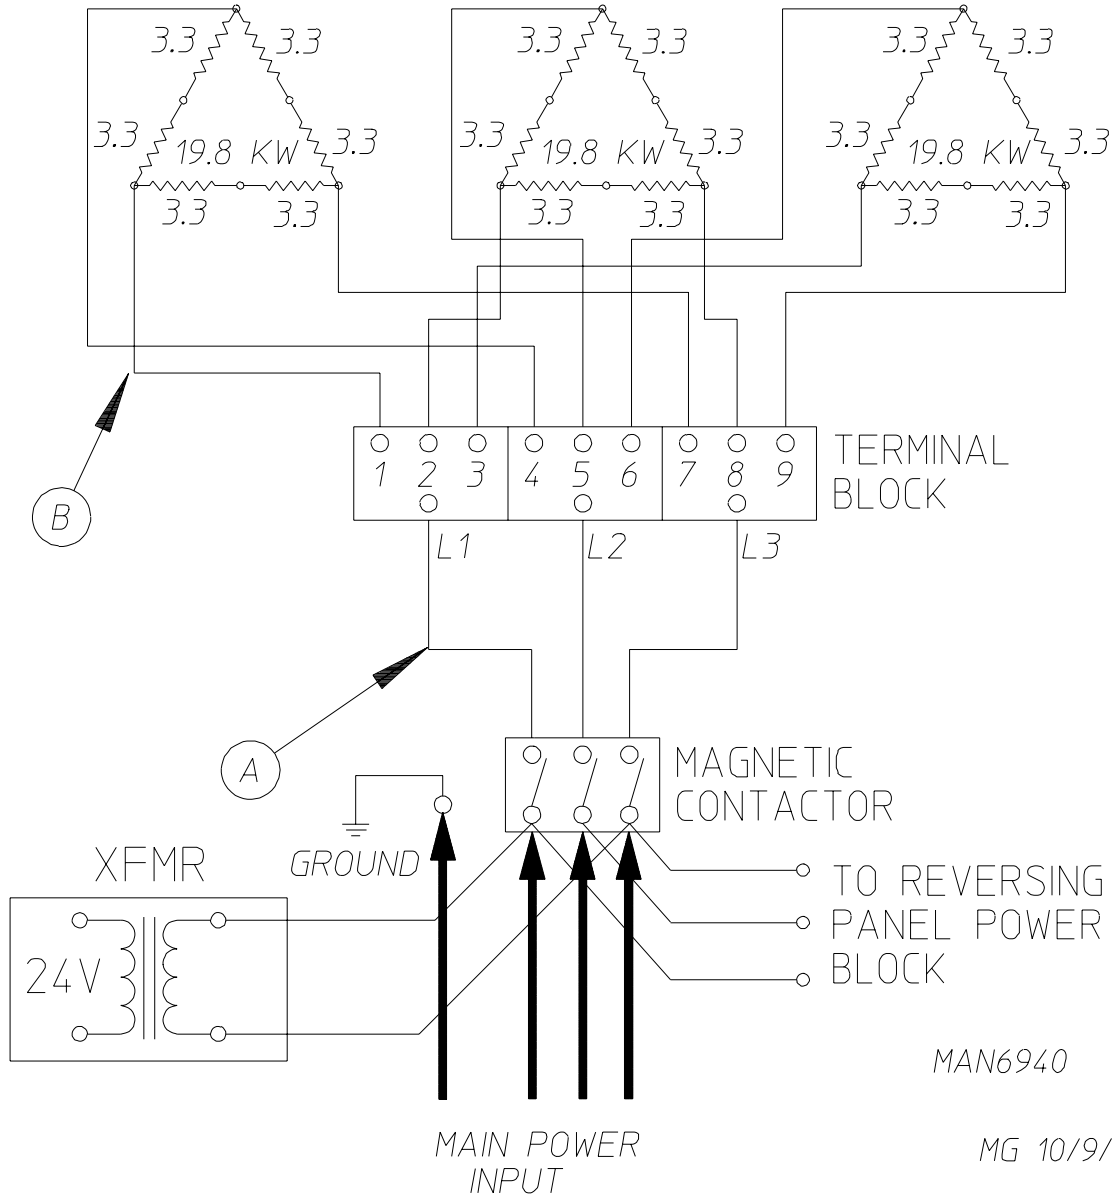 3.3 3.3 3.3 3.3 3.3 3.3
3.3 3.3 3.3 3.3 3.3 3.3
19.8 KW 19.8 KW 19.8 KW
3.3 3.3 3.3 3.3 3.3 3.3
1 2 3 4 5 6 7 8 9
TERMINAL
BLOCK
B
L1 L2 L3
A
MAGNETIC
CONTACTOR
GROUND
XFMR
24V
TO REVERSING
PANEL POWER
BLOCK
MAN6940
MAIN POWER
INPUT
MG 10/9/